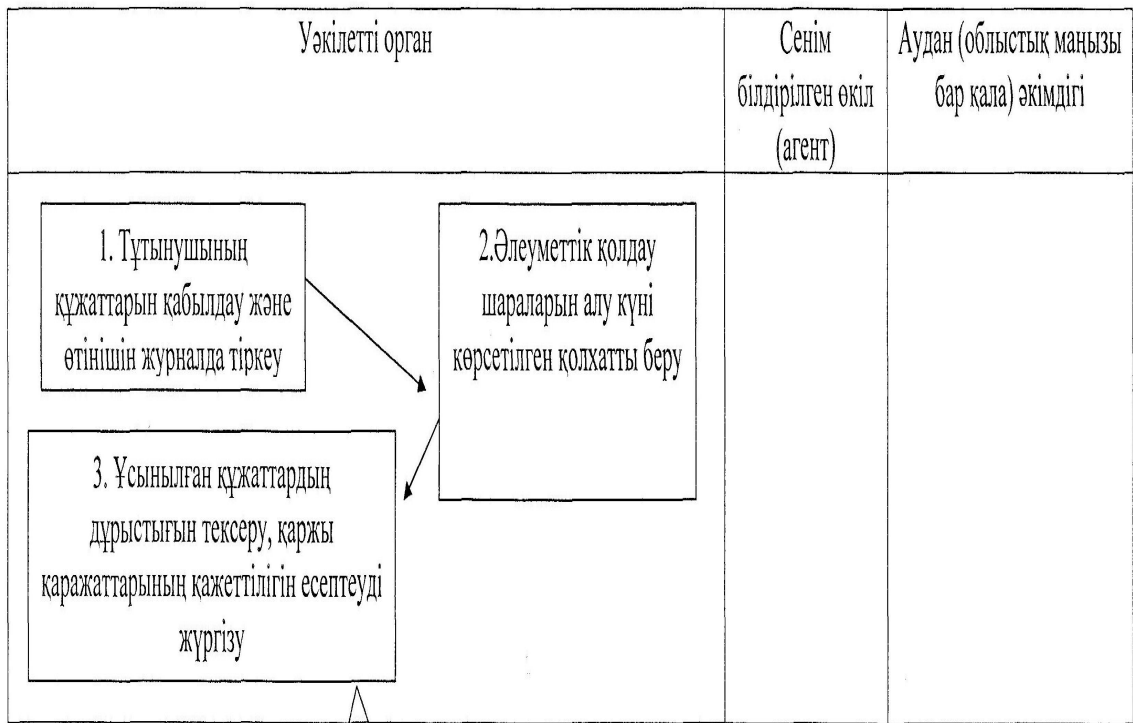 Уәкілетті орган
Сенім
білдірілген өкіл
(агент)
Аудан (облыстық маңызы
бар қала) әкімдігі
1. Тұтынушының
құжаттарын қабылдау және
өтінішін журналда тіркеу
2.Әлеуметтік қолдау
шараларын алу күні
көрсетілген қолхатты беру
3. Ұсынылған құжаттардың
дұрыстығын тексеру, қаржы
қаражаттарының қажеттілігін есептеуді
жүргізу